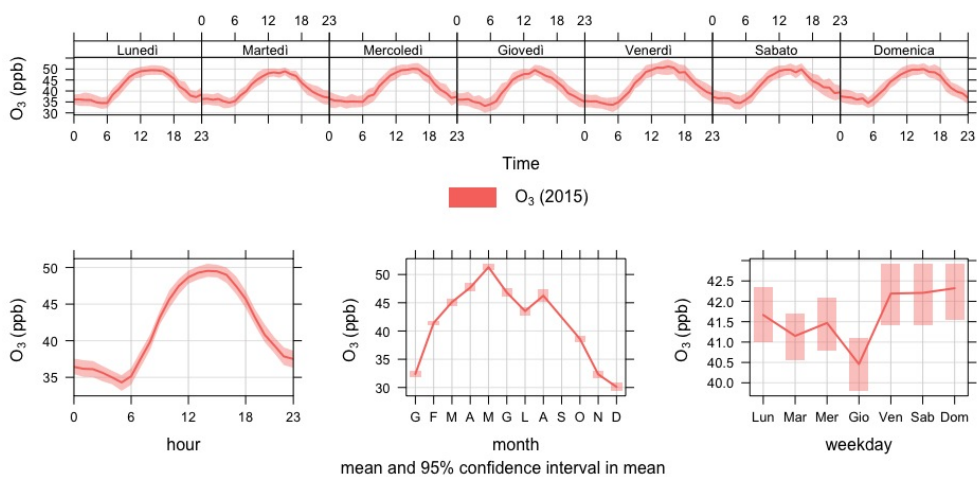 0 6 12 18 23 0 6 12 18 23 0 6 12 18 23
Lunedì Martedì Mercoledì Giovedì Venerdì Sabato Domenica
O₃ (ppb)
50
45
40
35
30
0 6 12 18 23 0 6 12 18 23 0 6 12 18 23 0 6 12 18 23
Time
O₃ (2015)
O₃ (ppb)
50
45
40
35
0 6 12 18 23
hour
O₃ (ppb)
50
45
40
35
30
G F M A M G L A S O N D
month
O₃ (ppb)
42.5
42.0
41.5
41.0
40.5
40.0
Lun Mar Mer Gio Ven Sab Dom
weekday
mean and 95% confidence interval in mean